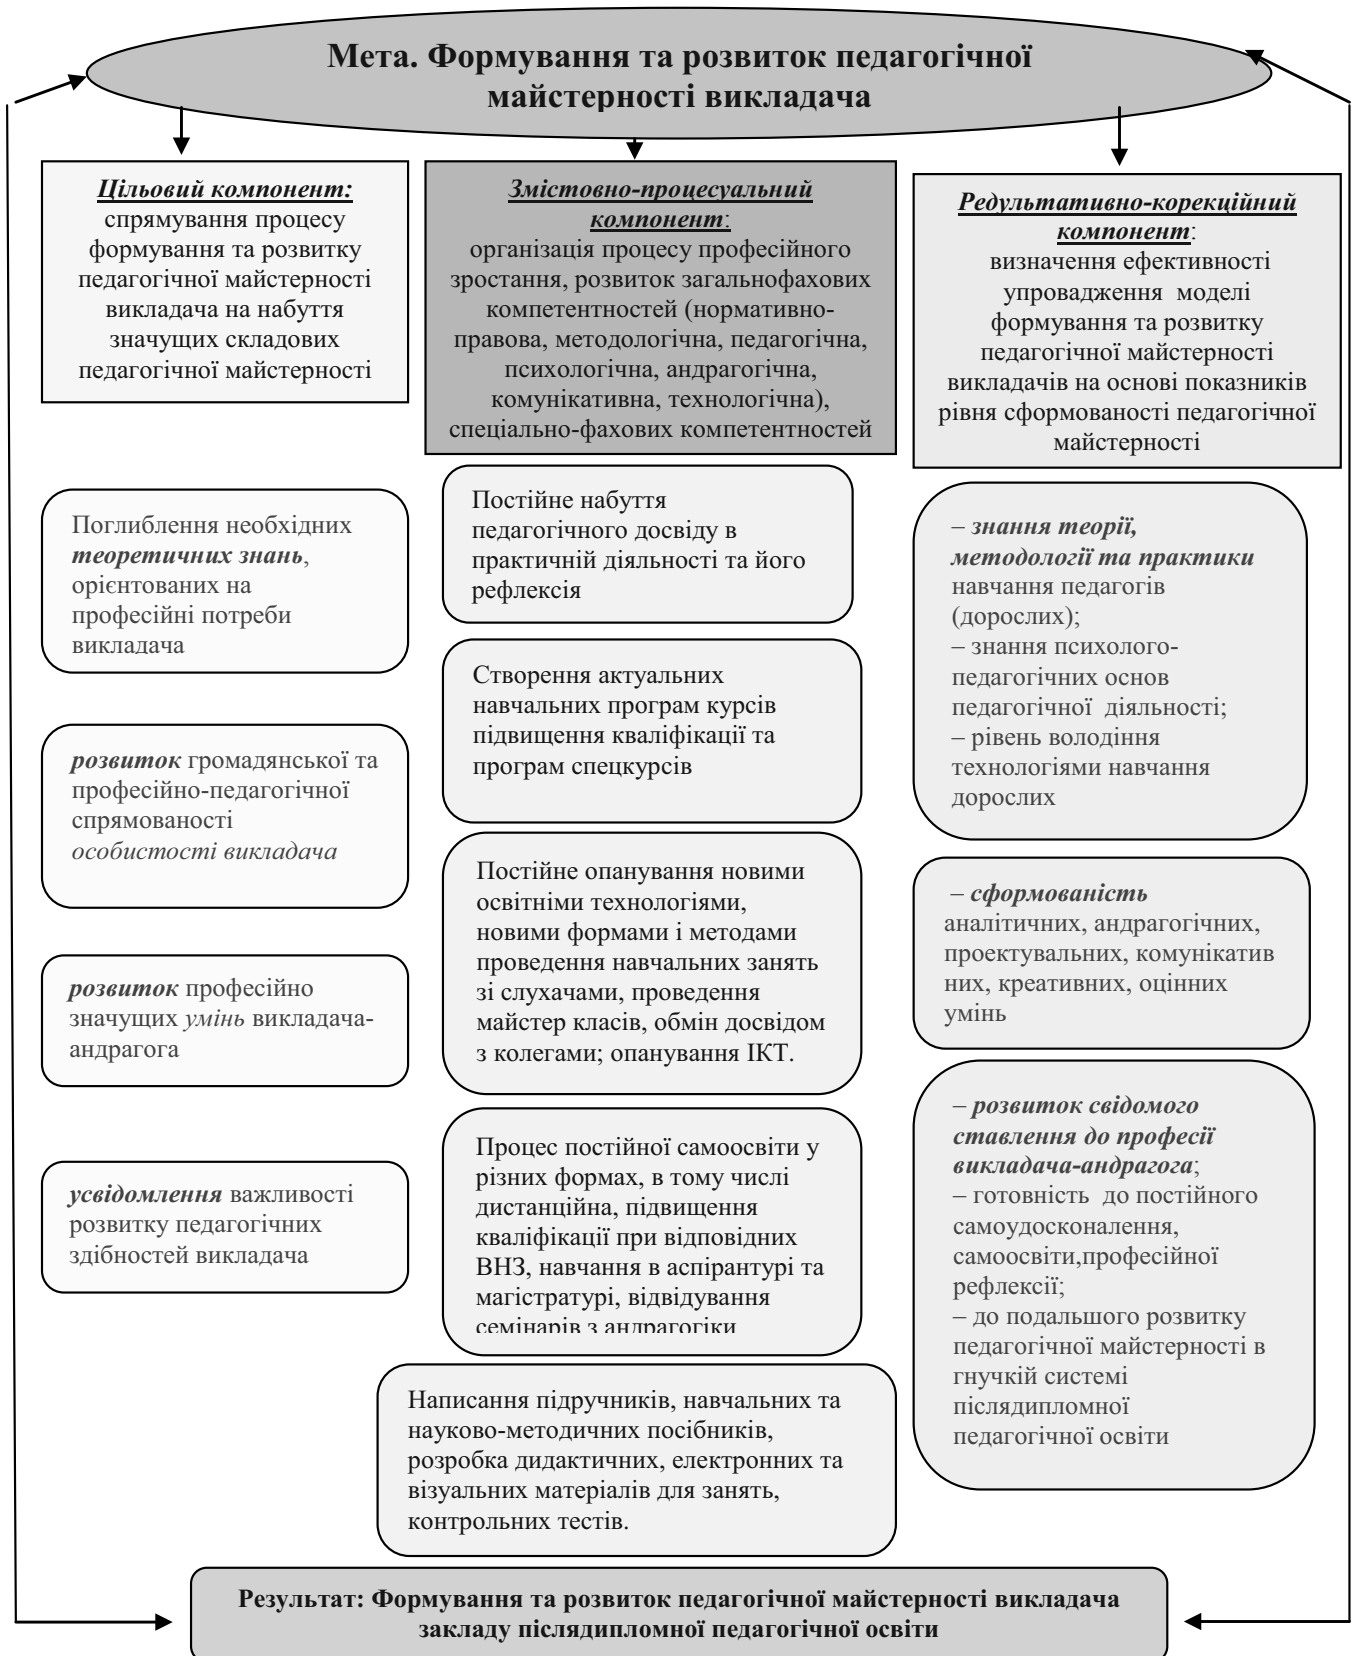 Мета. Формування та розвиток педагогічної
майстерності викладача
Цільовий компонент:
спрямування процесу
формування та розвитку
педагогічної майстерності
викладача на набуття
значущих складових
педагогічної майстерності
Змістовно-процесуальний
компонент:
організація процесу професійного
зростання, розвиток загальнофахових
компетентностей (нормативно-
правова, методологічна, педагогічна,
психологічна, андрагогічна,
комунікативна, технологічна),
спеціально-фахових компетентностей
Редультативно-корекційний
компонент:
визначення ефективності
упровадження моделі
формування та розвитку
педагогічної майстерності
викладачів на основі показників
рівня сформованості педагогічної
майстерності
Поглиблення необхідних
теоретичних знань,
орієнтованих на
професійні потреби
викладача
розвиток громадянської та
професійно-педагогічної
спрямованості
особистості викладача
розвиток професійно
значущих умінь викладача-
андрагога
усвідомлення важливості
розвитку педагогічних
здібностей викладача
Постійне набуття
педагогічного досвіду в
практичній діяльності та його
рефлексія
Створення актуальних
навчальних програм курсів
підвищення кваліфікації та
програм спецкурсів
Постійне опанування новими
освітніми технологіями,
новими формами і методами
проведення навчальних занять
зі слухачами, проведення
майстер класів, обмін досвідом
з колегами; опанування ІКТ.
Процес постійної самоосвіти у
різних формах, в тому числі
дистанційна, підвищення
кваліфікації при відповідних
ВНЗ, навчання в аспірантурі та
магістратурі, відвідування
семінарів з андрагогіки
Написання підручників, навчальних та
науково-методичних посібників,
розробка дидактичних, електронних та
візуальних матеріалів для занять,
контрольних тестів.
– знання теорії,
методології та практики
навчання педагогів
(дорослих);
– знання психолого-
педагогічних основ
педагогічної діяльності;
– рівень володіння
технологіями навчання
дорослих
– сформованість
аналітичних, андрагогічних,
проектувальних, комунікатив
них, креативних, оцінних
умінь
– розвиток свідомого
ставлення до професії
викладача-андрагога;
– готовність до постійного
самоудосконалення,
самоосвіти,професійної
рефлексії;
– до подальшого розвитку
педагогічної майстерності в
гнучкій системі
післядипломної
педагогічної освіти
Результат: Формування та розвиток педагогічної майстерності викладача
закладу післядипломної педагогічної освіти